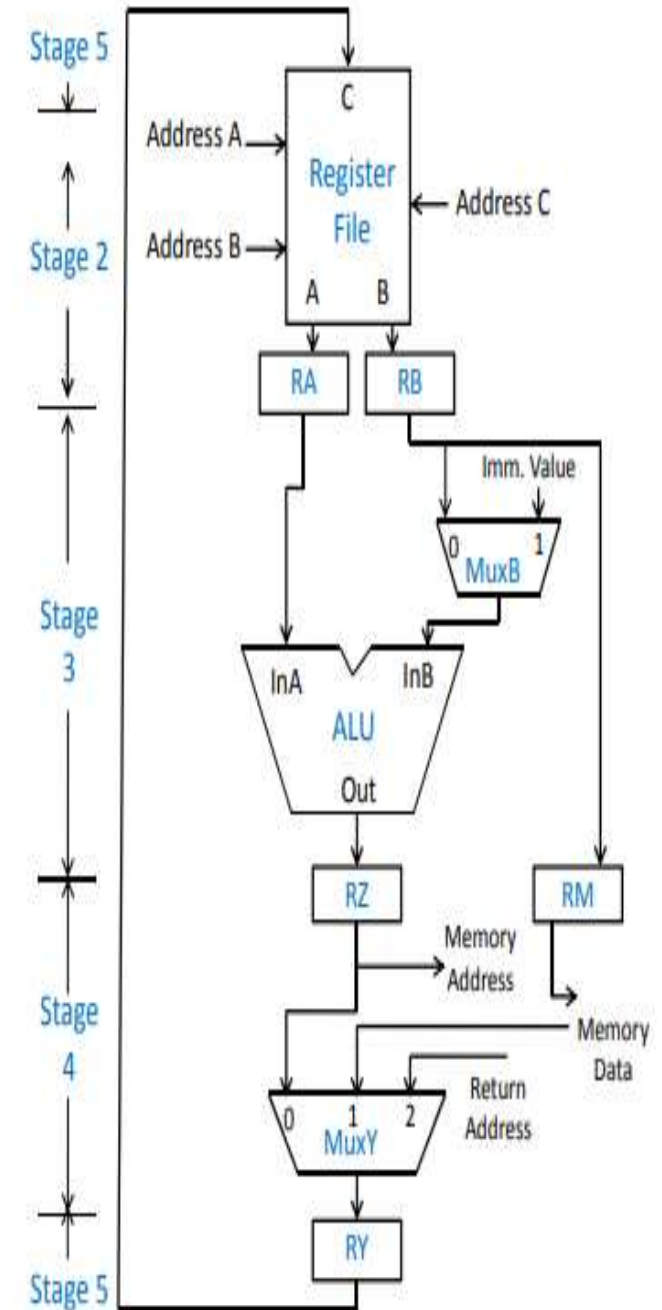 Stage 5
C
Address A
Register
File
Address C
Stage 2
Address B
A
B
RA
RB
Imm. Value
0
1
MuxB
Stage
3
InA
InB
ALU
Out
RZ
RM
Memory
Address
Stage
4
Memory
Data
Return
Address
0
1
2
MuxY
RY
Stage 5